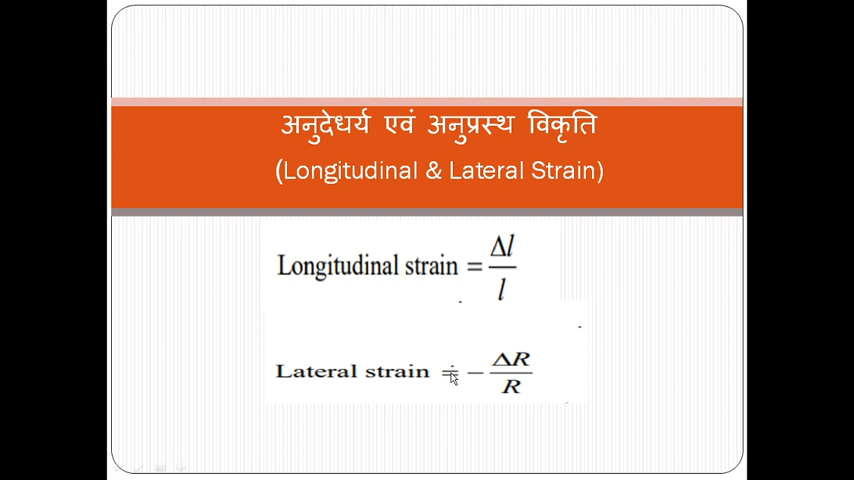 अनुदेधर्य एवं अनुप्रस्थ विकृति
(Longitudinal & Lateral Strain)
Longitudinal strain = Δl / l
Lateral strain = − ΔR / R